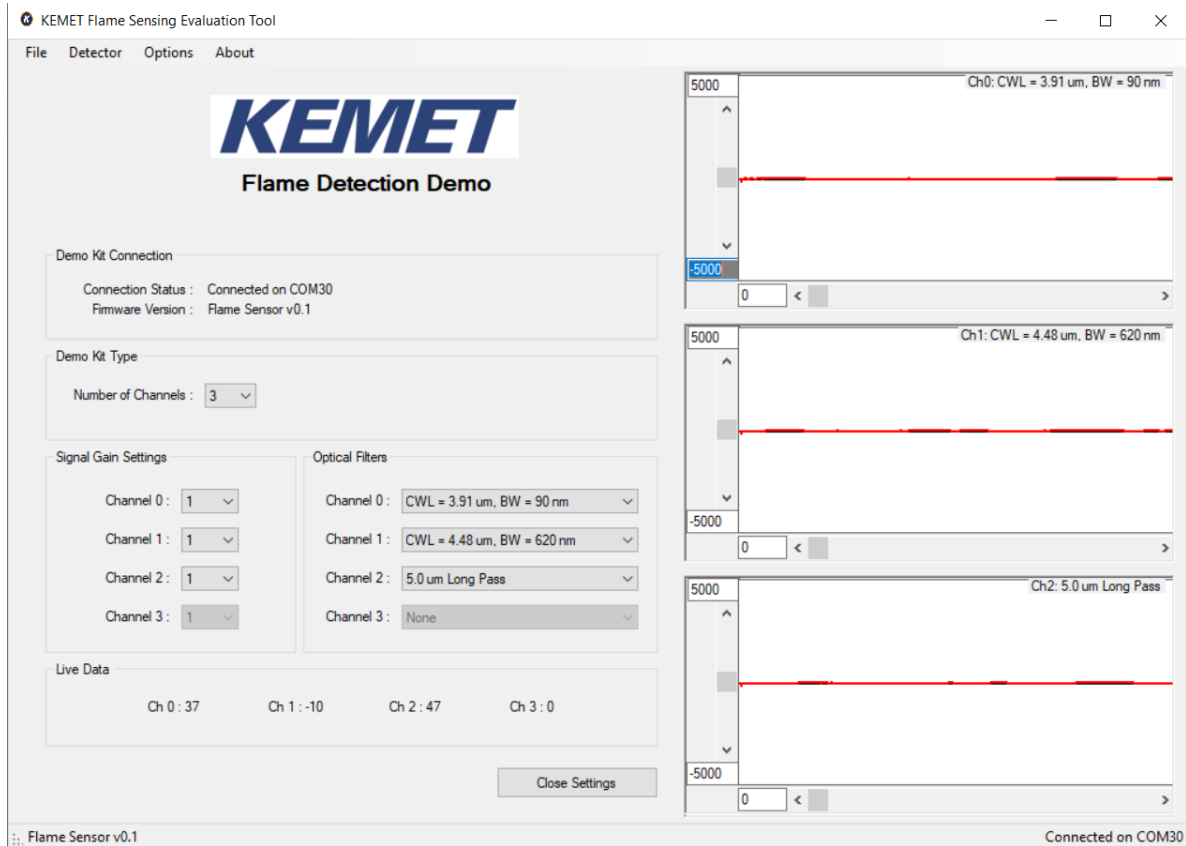 KEMET Flame Sensing Evaluation Tool
File Detector Options About
KEMET
Flame Detection Demo
Demo Kit Connection
Connection Status : Connected on COM30
Firmware Version : Flame Sensor v0.1
Demo Kit Type
Number of Channels : 3
Signal Gain Settings
Channel 0 : 1
Channel 1 : 1
Channel 2 : 1
Channel 3 : 1
Optical Filters
Channel 0 : CWL = 3.91 um, BW = 90 nm
Channel 1 : CWL = 4.48 um, BW = 620 nm
Channel 2 : 5.0 um Long Pass
Channel 3 : None
Live Data
Ch 0 : 37 Ch 1 : -10 Ch 2 : 47 Ch 3 : 0
Close Settings
5000
Ch0: CWL = 3.91 um, BW = 90 nm
-5000
0
5000
Ch1: CWL = 4.48 um, BW = 620 nm
-5000
0
5000
Ch2: 5.0 um Long Pass
-5000
0
Flame Sensor v0.1
Connected on COM30